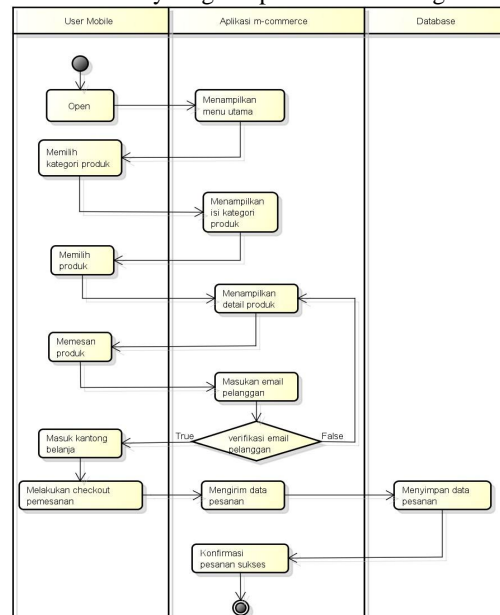 User Mobile
Aplikasi m-commerce
Database
Open
Menampilkan
menu utama
Memilih
kategori produk
Menampilkan
isi kategori
produk
Memilih
produk
Menampilkan
detail produk
Memesan
produk
Masukan email
pelanggan
True
verifikasi email
pelanggan
False
Masuk kantong
belanja
Melakukan checkout
pemesanan
Mengirim data
pesanan
Menyimpan data
pesanan
Konfirmasi
pesanan sukses